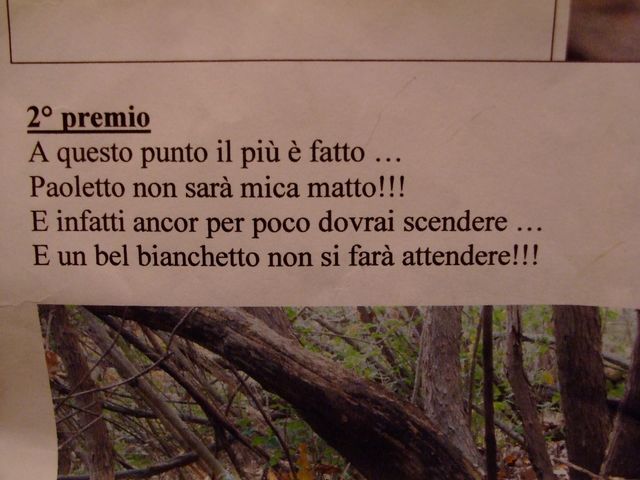 2° premio
A questo punto il più è fatto …
Paoletto non sarà mica matto!!!
E infatti ancor per poco dovrai scendere …
E un bel bianchetto non si farà attendere!!!